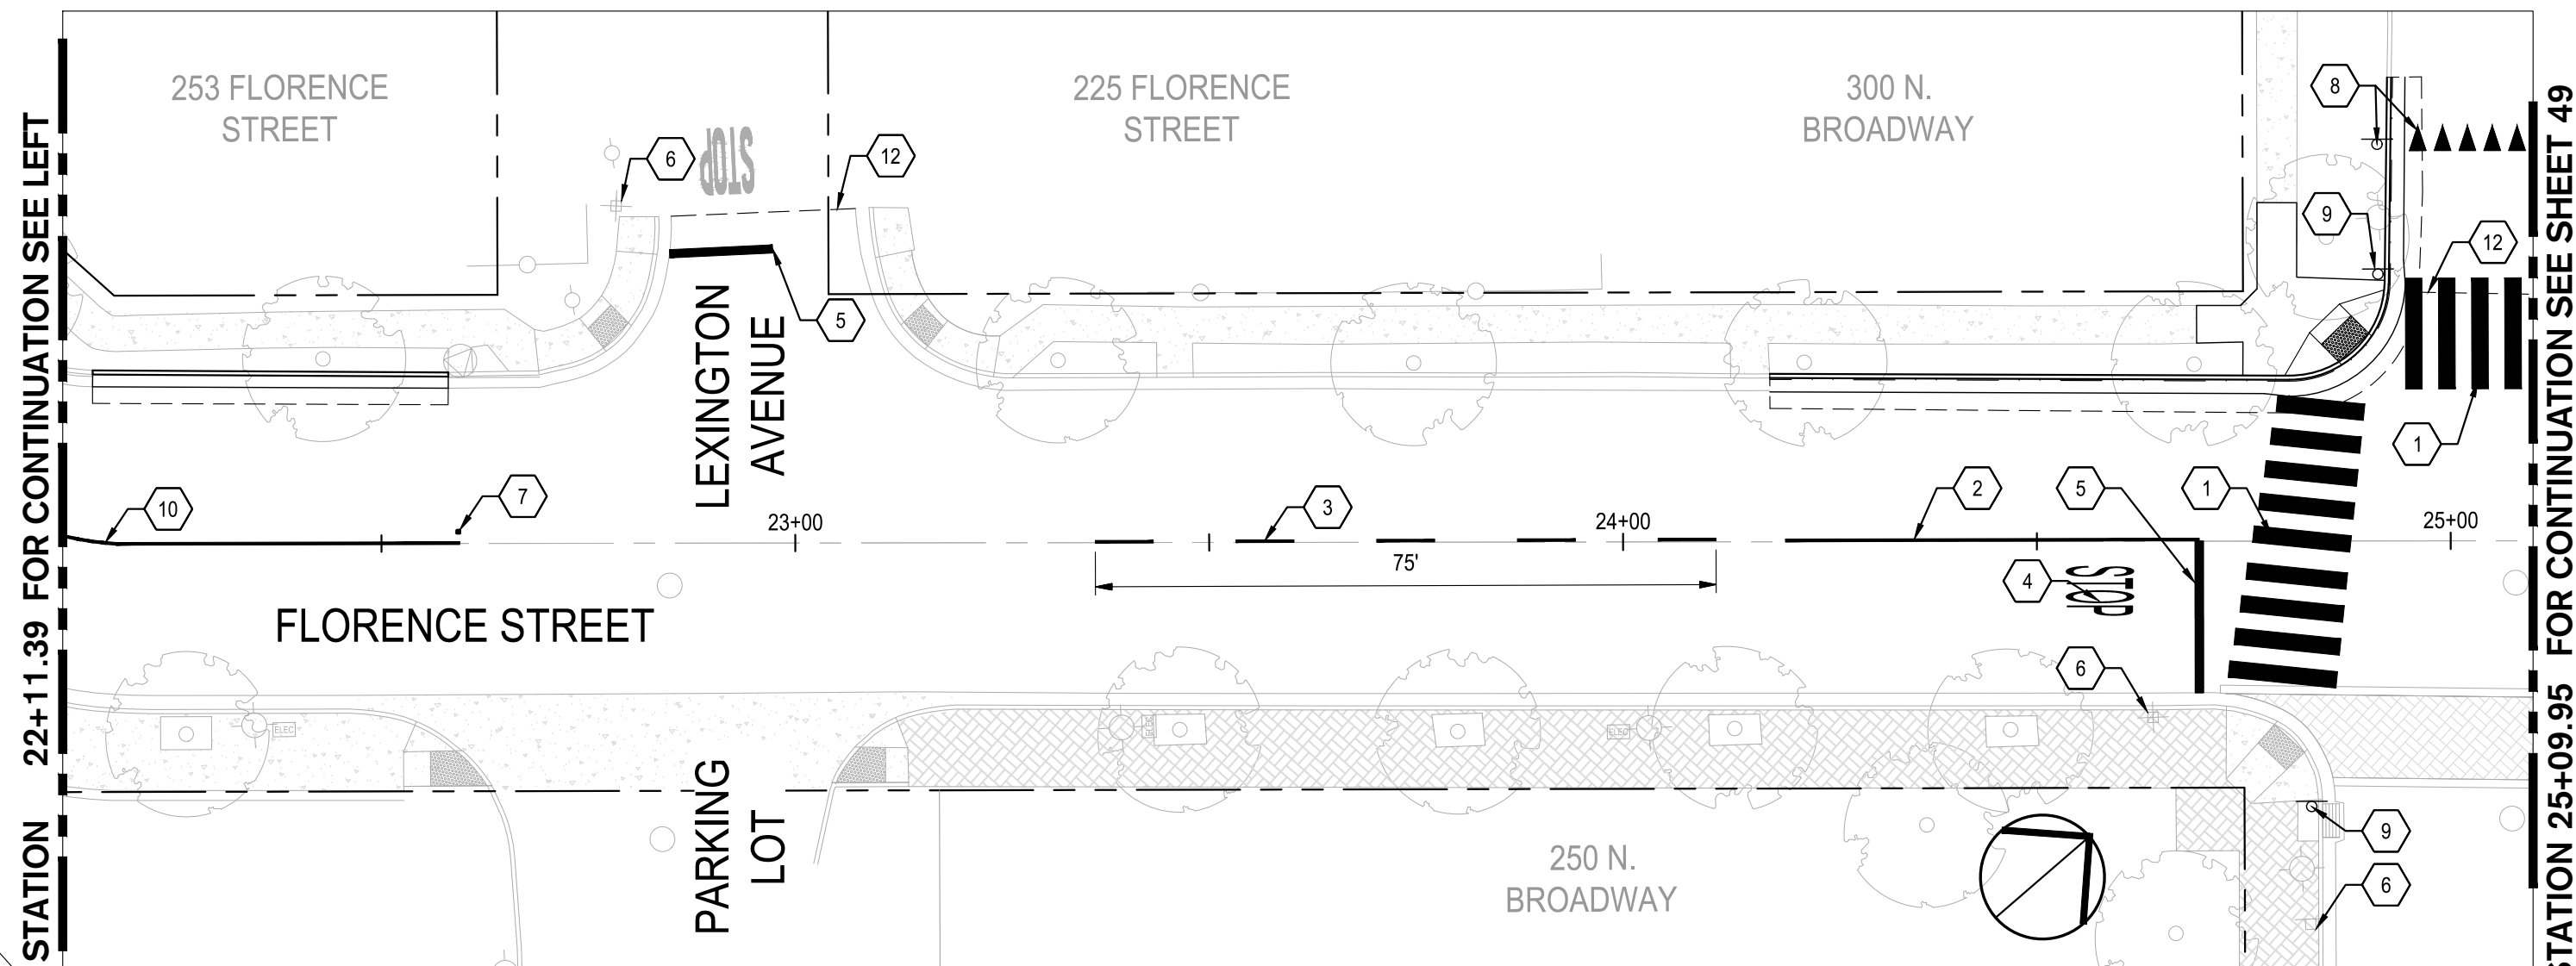 253 FLORENCE
STREET
225 FLORENCE
STREET
300 N.
BROADWAY
8
6
STOP
12
9
12
5
LEXINGTON
AVENUE
1
10
7
3
2
5
1
23+00
24+00
25+00
75'
4
STOP
FLORENCE STREET
6
ELEC
ELEC
ELEC
PARKING
LOT
250 N.
BROADWAY
9
6
STATION 22+11.39 FOR CONTINUATION SEE LEFT
STATION 25+09.95 FOR CONTINUATION SEE SHEET 49